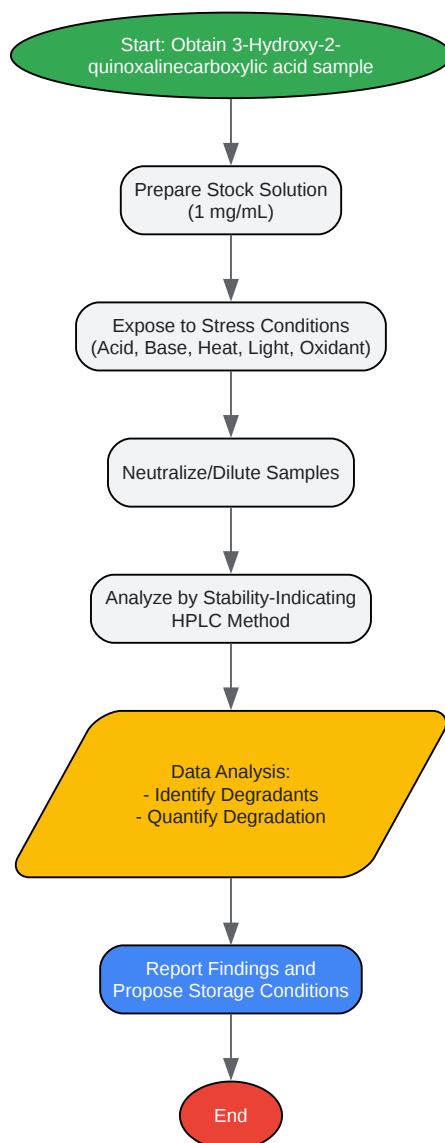 Start: Obtain 3-Hydroxy-2-
quinoxalinecarboxylic acid sample
Prepare Stock Solution
(1 mg/mL)
Expose to Stress Conditions
(Acid, Base, Heat, Light, Oxidant)
Neutralize/Dilute Samples
Analyze by Stability-Indicating
HPLC Method
Data Analysis:
- Identify Degradants
- Quantify Degradation
Report Findings and
Propose Storage Conditions
End